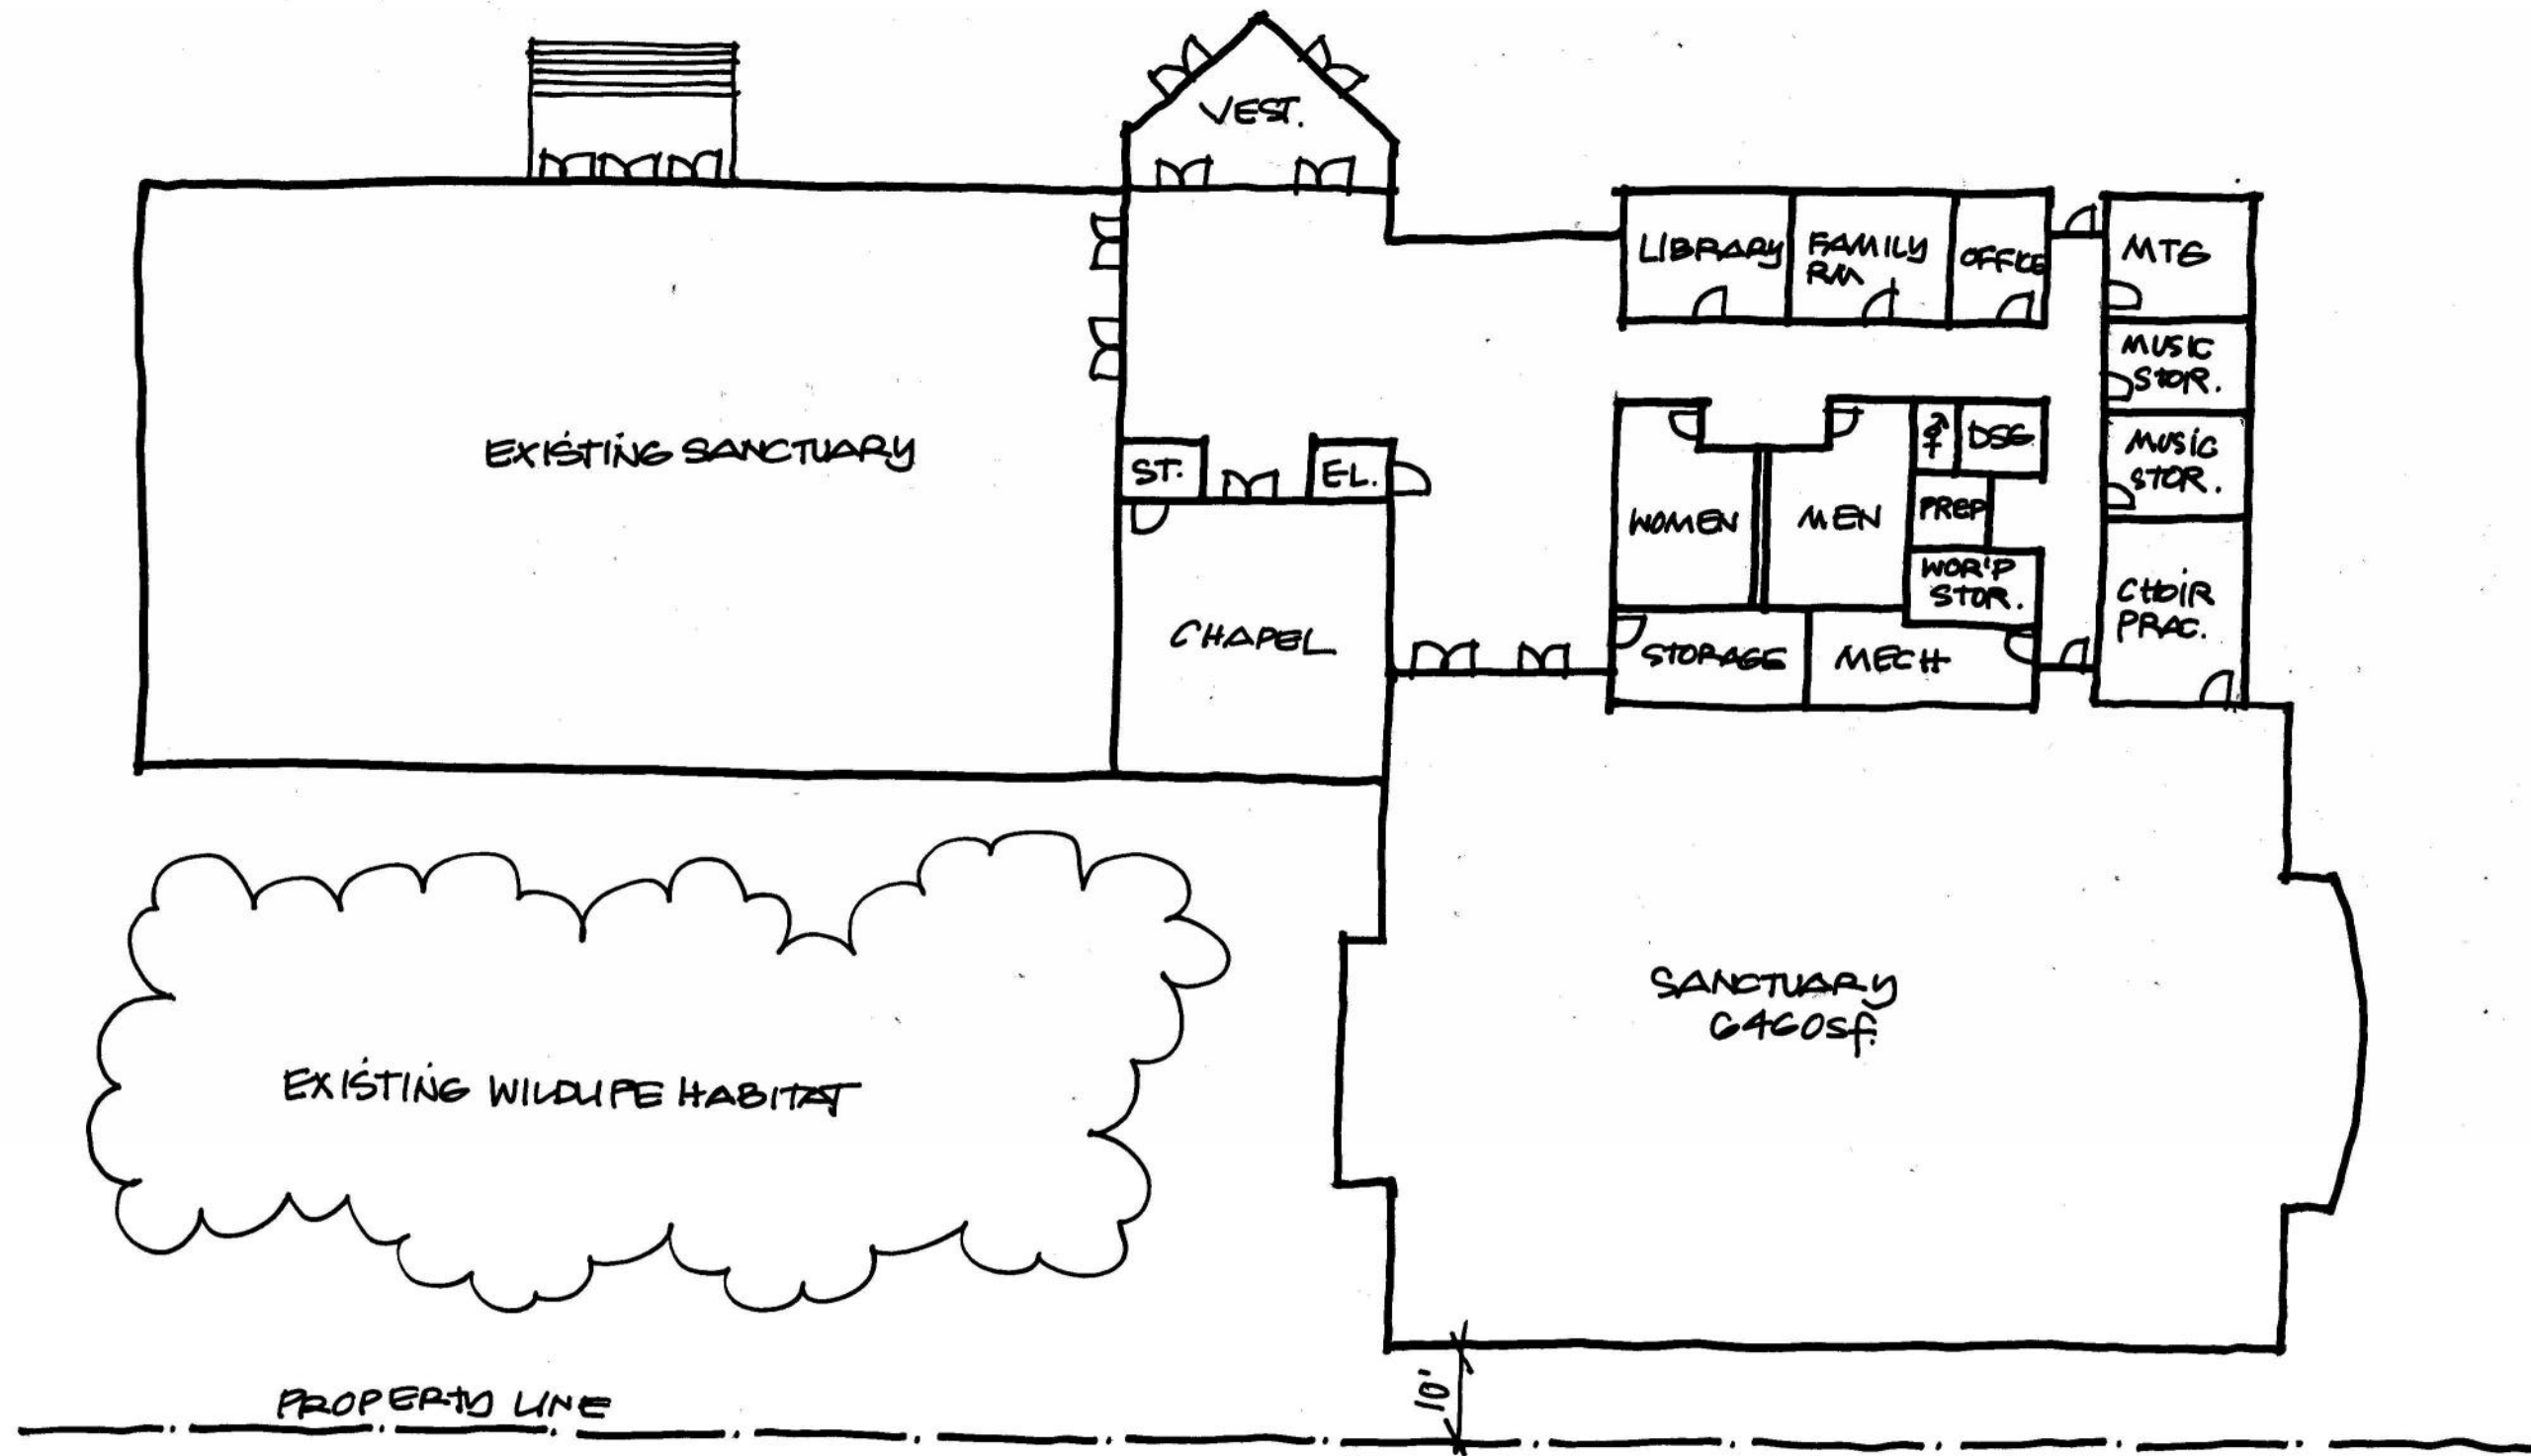 VEST.
LIBRARY
FAMILY
RM
OFFICE
MTG
MUSIC
STOR.
EXISTING SANCTUARY
ST.
EL.
DSG
MUSIC
STOR.
WOMEN
MEN
PREP
WOR'P
STOR.
CHOIR
PRAC.
CHAPEL
STORAGE
MECH
SANCTUARY
6460sf.
EXISTING WILDLIFE HABITAT
10'
PROPERTY LINE